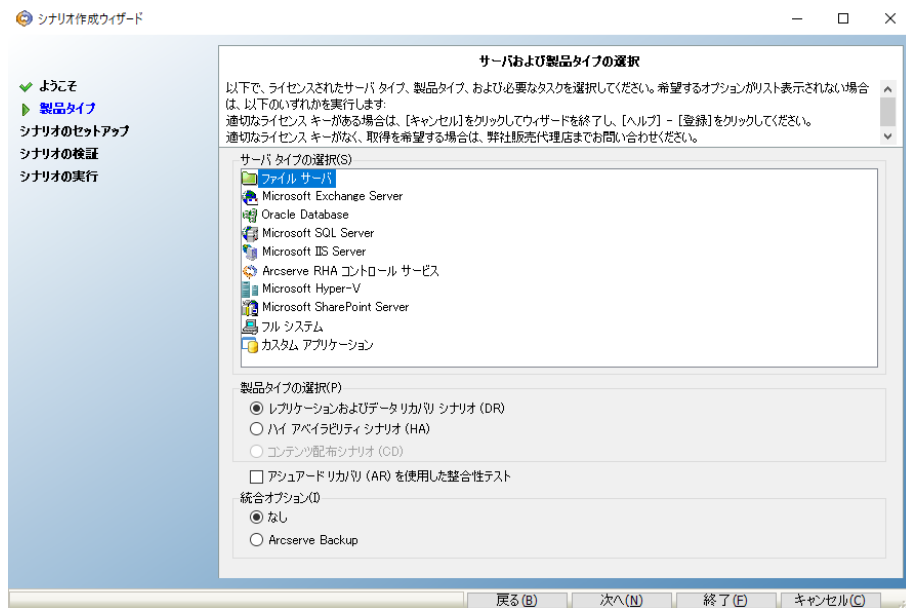 シナリオ作成ウィザード
サーバおよび製品タイプの選択
ようこそ
製品タイプ
シナリオのセットアップ
シナリオの検証
シナリオの実行
以下で、ライセンスされたサーバ タイプ、製品タイプ、および必要なタスクを選択してください。希望するオプションがリスト表示されない場合
は、以下のいずれかを実行します:
適切なライセンス キーがある場合は、[キャンセル]をクリックしてウィザードを終了し、[ヘルプ] - [登録]をクリックしてください。
適切なライセンス キーがなく、取得を希望する場合は、弊社販売代理店までお問い合わせください。
サーバ タイプの選択(S)
ファイル サーバ
Microsoft Exchange Server
Oracle Database
Microsoft SQL Server
Microsoft IIS Server
Arcserve RHA コントロール サービス
Microsoft Hyper-V
Microsoft SharePoint Server
フル システム
カスタム アプリケーション
製品タイプの選択(P)
レプリケーションおよびデータ リカバリ シナリオ (DR)
ハイ アベイラビリティ シナリオ (HA)
コンテンツ配布シナリオ (CD)
アシュアード リカバリ (AR) を使用した整合性テスト
統合オプション(I)
なし
Arcserve Backup
戻る(B)
次へ(N)
終了(F)
キャンセル(C)